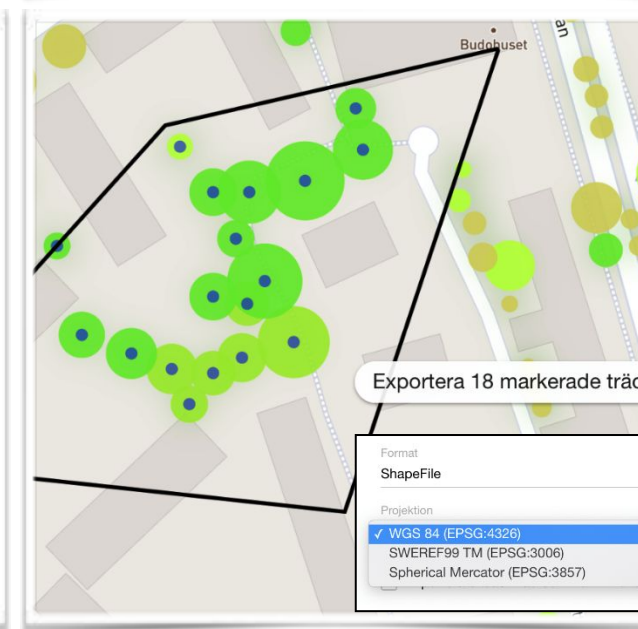 Budohuset
an
Exportera 18 markerade
Format
ShapeFile
Projektion
✓ WGS 84 (EPSG:4326)
SWEREF99 TM (EPSG:3006)
Spherical Mercator (EPSG:3857)